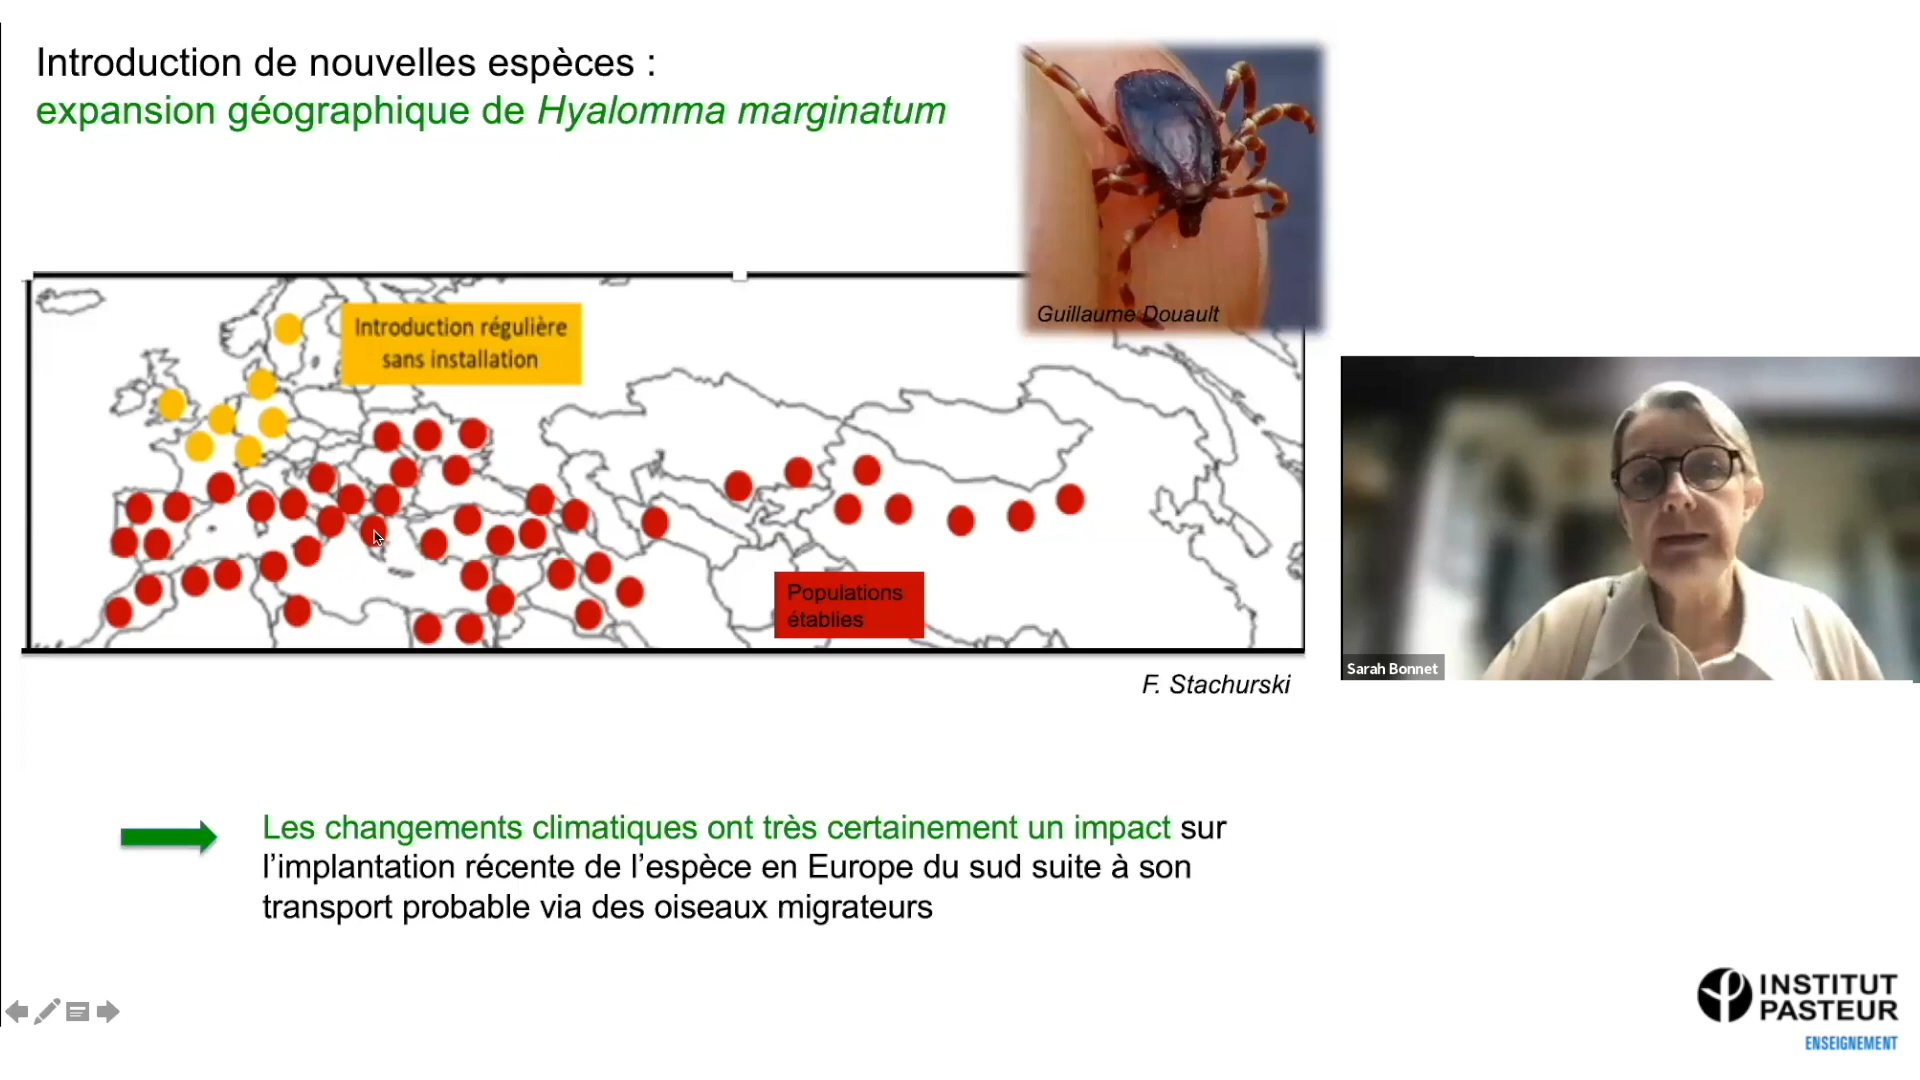 Introduction de nouvelles espèces :
expansion géographique de Hyalomma marginatum
Guillaume Douault
Introduction régulière
sans installation
Populations
établies
F. Stachurski
Sarah Bonnet
Les changements climatiques ont très certainement un impact sur
l’implantation récente de l’espèce en Europe du sud suite à son
transport probable via des oiseaux migrateurs
INSTITUT
PASTEUR
ENSEIGNEMENT